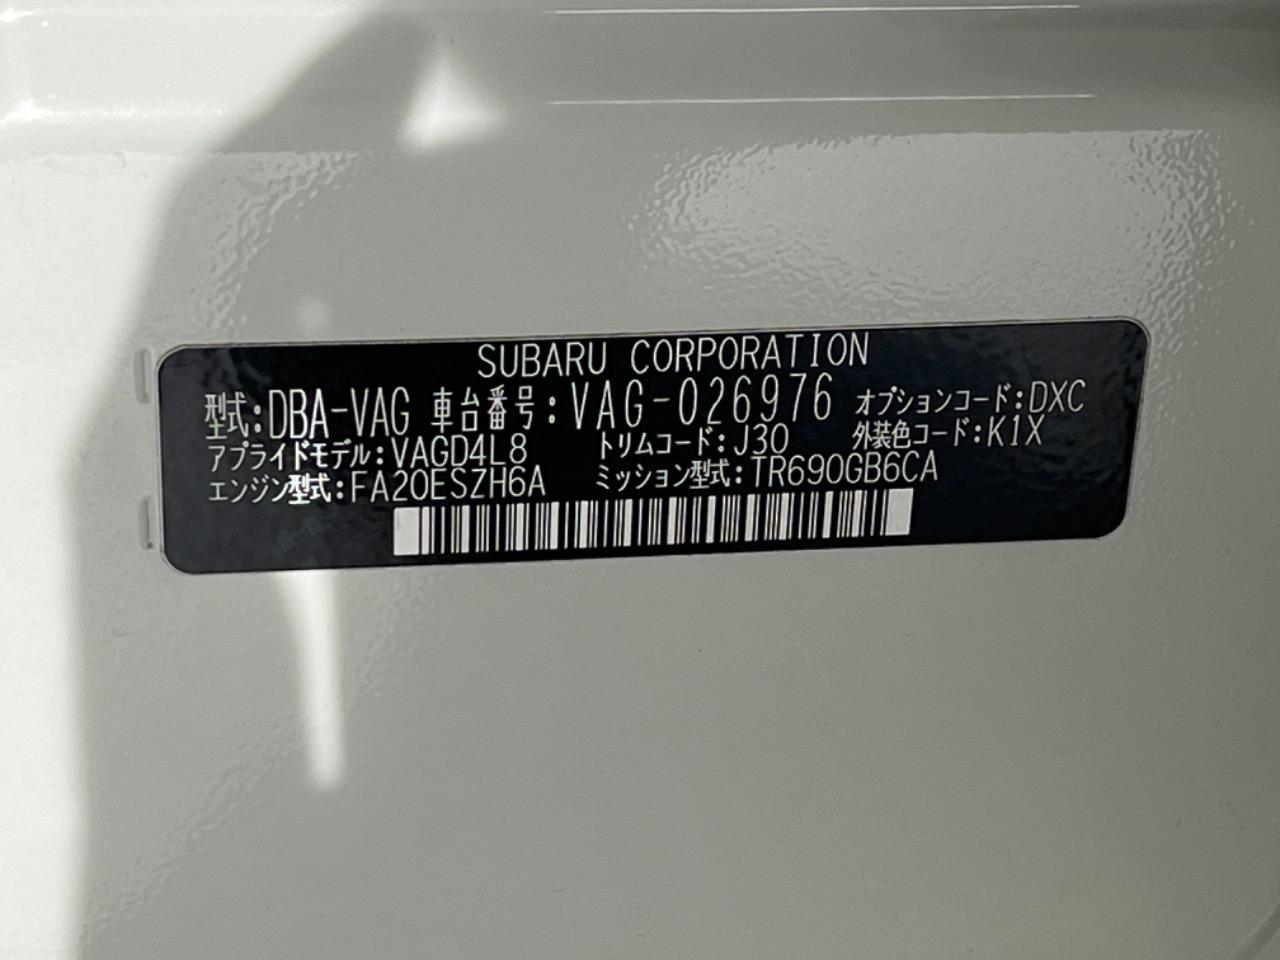 SUBARU CORPORATION
型式:DBA-VAG 車台番号:VAG-026976 オプションコード:DXC
アプライドモデル:VAGD4L8 トリムコード:J30 外装色コード:K1X
エンジン型式:FA20ESZH6A ミッション型式:TR690GB6CA